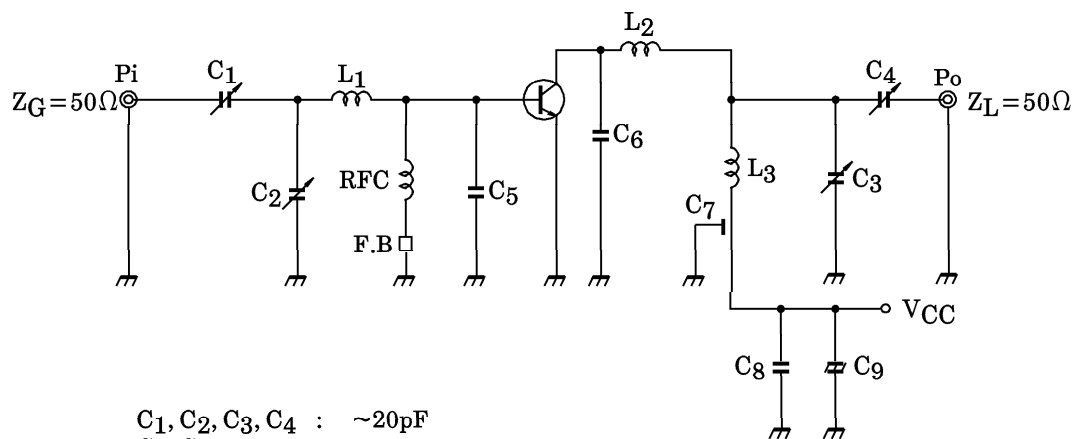 L2
Pi
C1
L1
C4
Po
ZG=50Ω
ZL=50Ω
C6
C2
RFC
C5
L3
C3
C7
F.B
VCC
C8
C9
C1, C2, C3, C4 : ~20pF